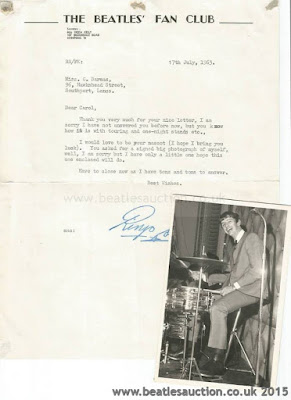 THE BEATLES' FAN CLUB
17th July, 1963.
Southport, Lancs.
Dear Carol,
Thank you very much for your nice letter, I am
sorry I have not answered you before now, but you know
how it is with touring and one-night stands etc.,
I would love to be your mascot (I hope I bring you
luck). You asked for a signed big photograph of myself,
well, I am sorry but I have only a little one hope this
one enclosed will do.
Have to close now as I have tons and tons to answer.
Best Wishes.
Ringo
www.beatlesauction.co.uk
www.beatlesauction.co.uk 2015